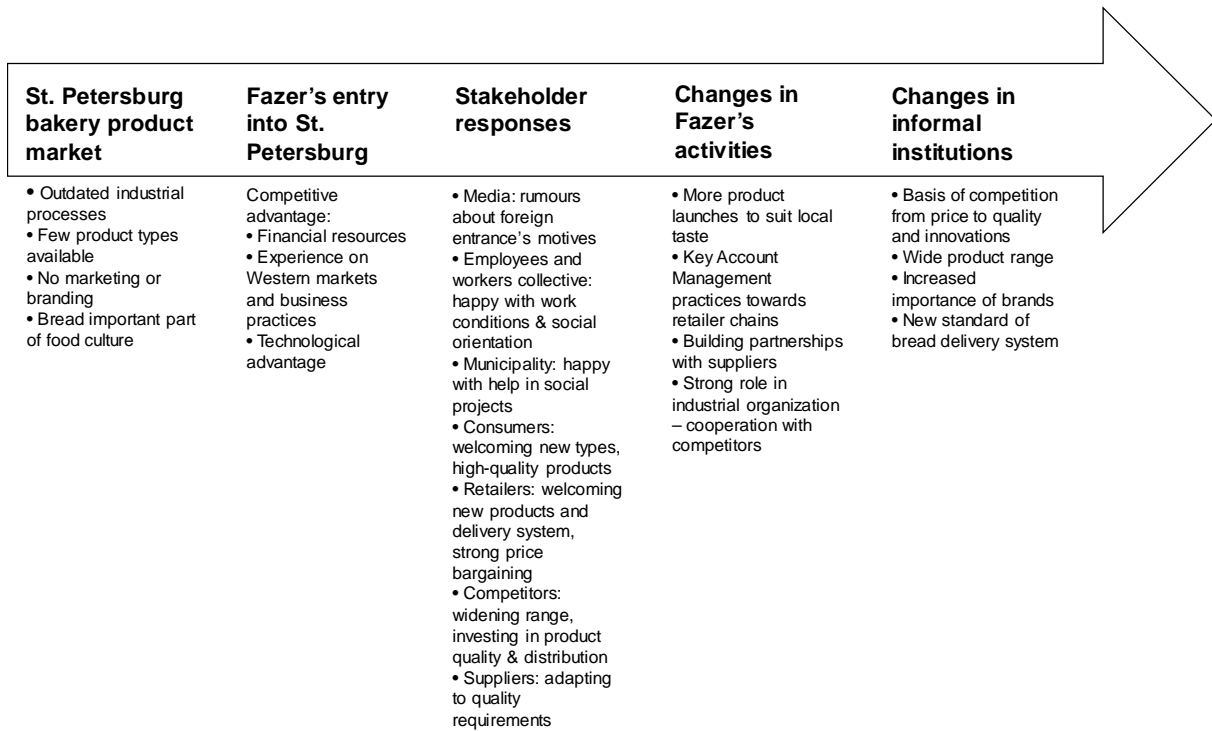 St. Petersburg
bakery product
market
• Outdated industrial
processes
• Few product types
available
• No marketing or
branding
• Bread important part
of food culture
Fazer's entry
into St.
Petersburg
Competitive
advantage:
• Financial resources
• Experience on
Western markets
and business
practices
• Technological
advantage
Stakeholder
responses
• Media: rumours
about foreign
entrance's motives
• Employees and
workers collective:
happy with work
conditions & social
orientation
• Municipality: happy
with help in social
projects
• Consumers:
welcoming new types,
high-quality products
• Retailers: welcoming
new products and
delivery system,
strong price
bargaining
• Competitors:
widening range,
investing in product
quality & distribution
• Suppliers: adapting
to quality
requirements
Changes in
Fazer's
activities
• More product
launches to suit local
taste
• Key Account
Management
practices towards
retailer chains
• Building partnerships
with suppliers
• Strong role in
industrial organization
– cooperation with
competitors
Changes in
informal
institutions
• Basis of competition
from price to quality
and innovations
• Wide product range
• Increased
importance of brands
• New standard of
bread delivery system